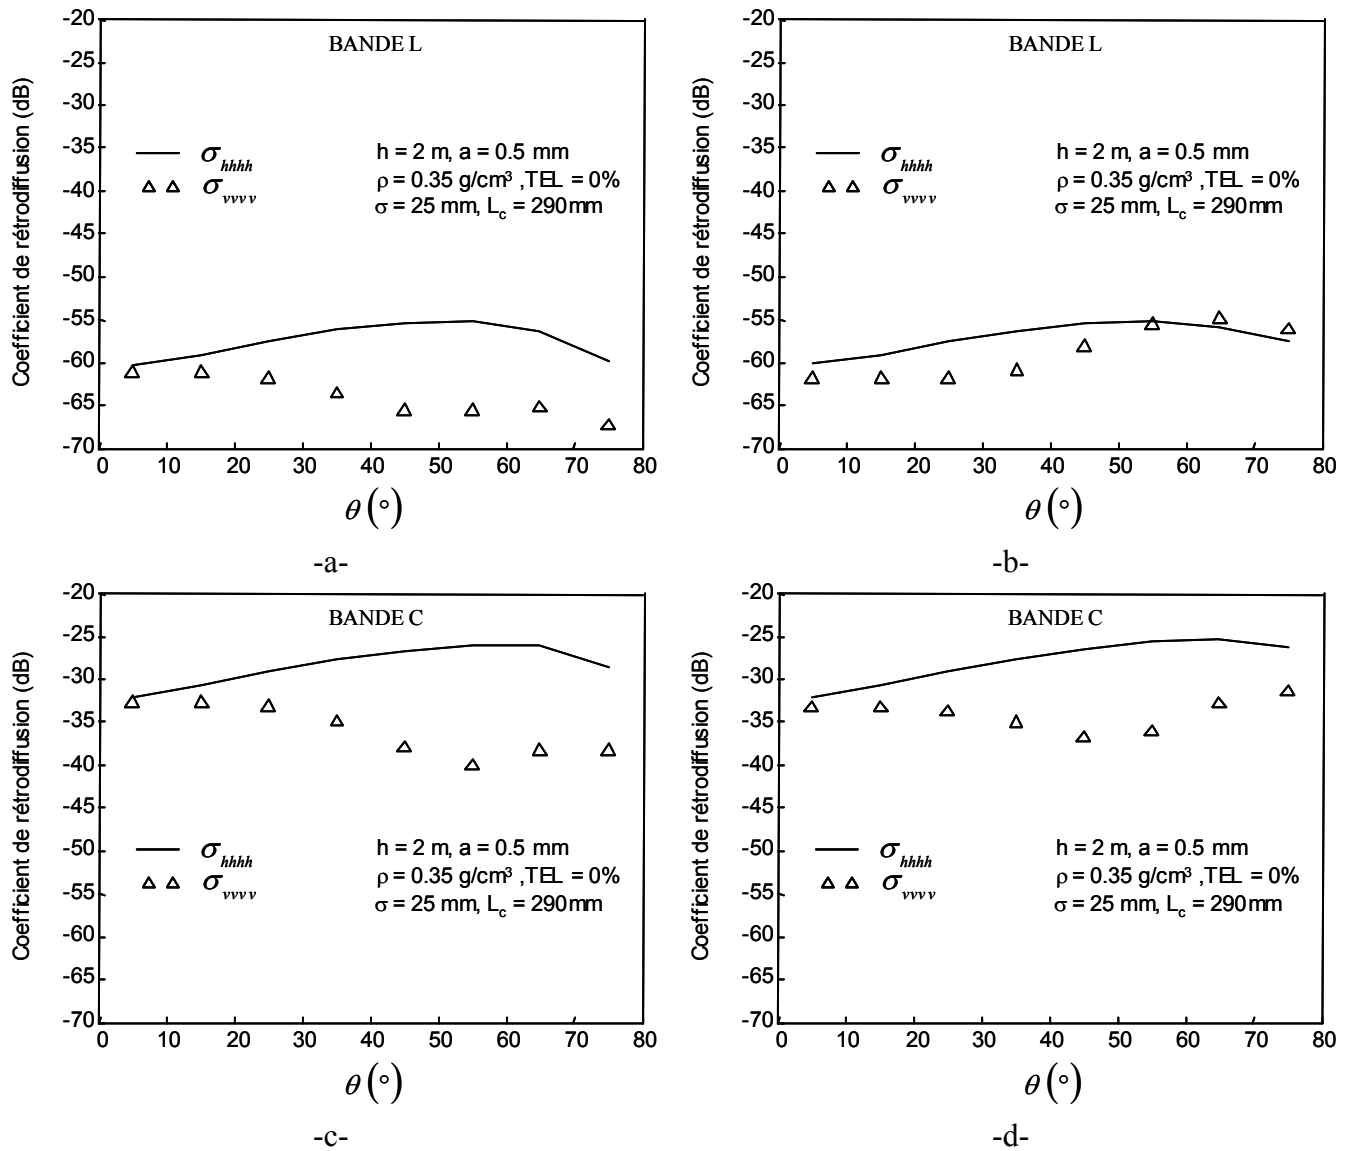 BANDE L
Coefficient de rétrodiffusion (dB)
-20
-25
-30
-35
-40
-45
-50
-55
-60
-65
-70
σhhhh
σvvvv
h = 2 m, a = 0.5 mm
ρ = 0.35 g/cm³ ,TEL = 0%
σ = 25 mm, Lc = 290mm
0 10 20 30 40 50 60 70 80
θ (°)
-a-
BANDE L
Coefficient de rétrodiffusion (dB)
-20
-25
-30
-35
-40
-45
-50
-55
-60
-65
-70
σhhhh
σvvvv
h = 2 m, a = 0.5 mm
ρ = 0.35 g/cm³ ,TEL = 0%
σ = 25 mm, Lc = 290mm
0 10 20 30 40 50 60 70 80
θ (°)
-b-
BANDE C
Coefficient de rétrodiffusion (dB)
-20
-25
-30
-35
-40
-45
-50
-55
-60
-65
-70
σhhhh
σvvvv
h = 2 m, a = 0.5 mm
ρ = 0.35 g/cm³ ,TEL = 0%
σ = 25 mm, Lc = 290mm
0 10 20 30 40 50 60 70 80
θ (°)
-c-
BANDE C
Coefficient de rétrodiffusion (dB)
-20
-25
-30
-35
-40
-45
-50
-55
-60
-65
-70
σhhhh
σvvvv
h = 2 m, a = 0.5 mm
ρ = 0.35 g/cm³ ,TEL = 0%
σ = 25 mm, Lc = 290mm
0 10 20 30 40 50 60 70 80
θ (°)
-d-